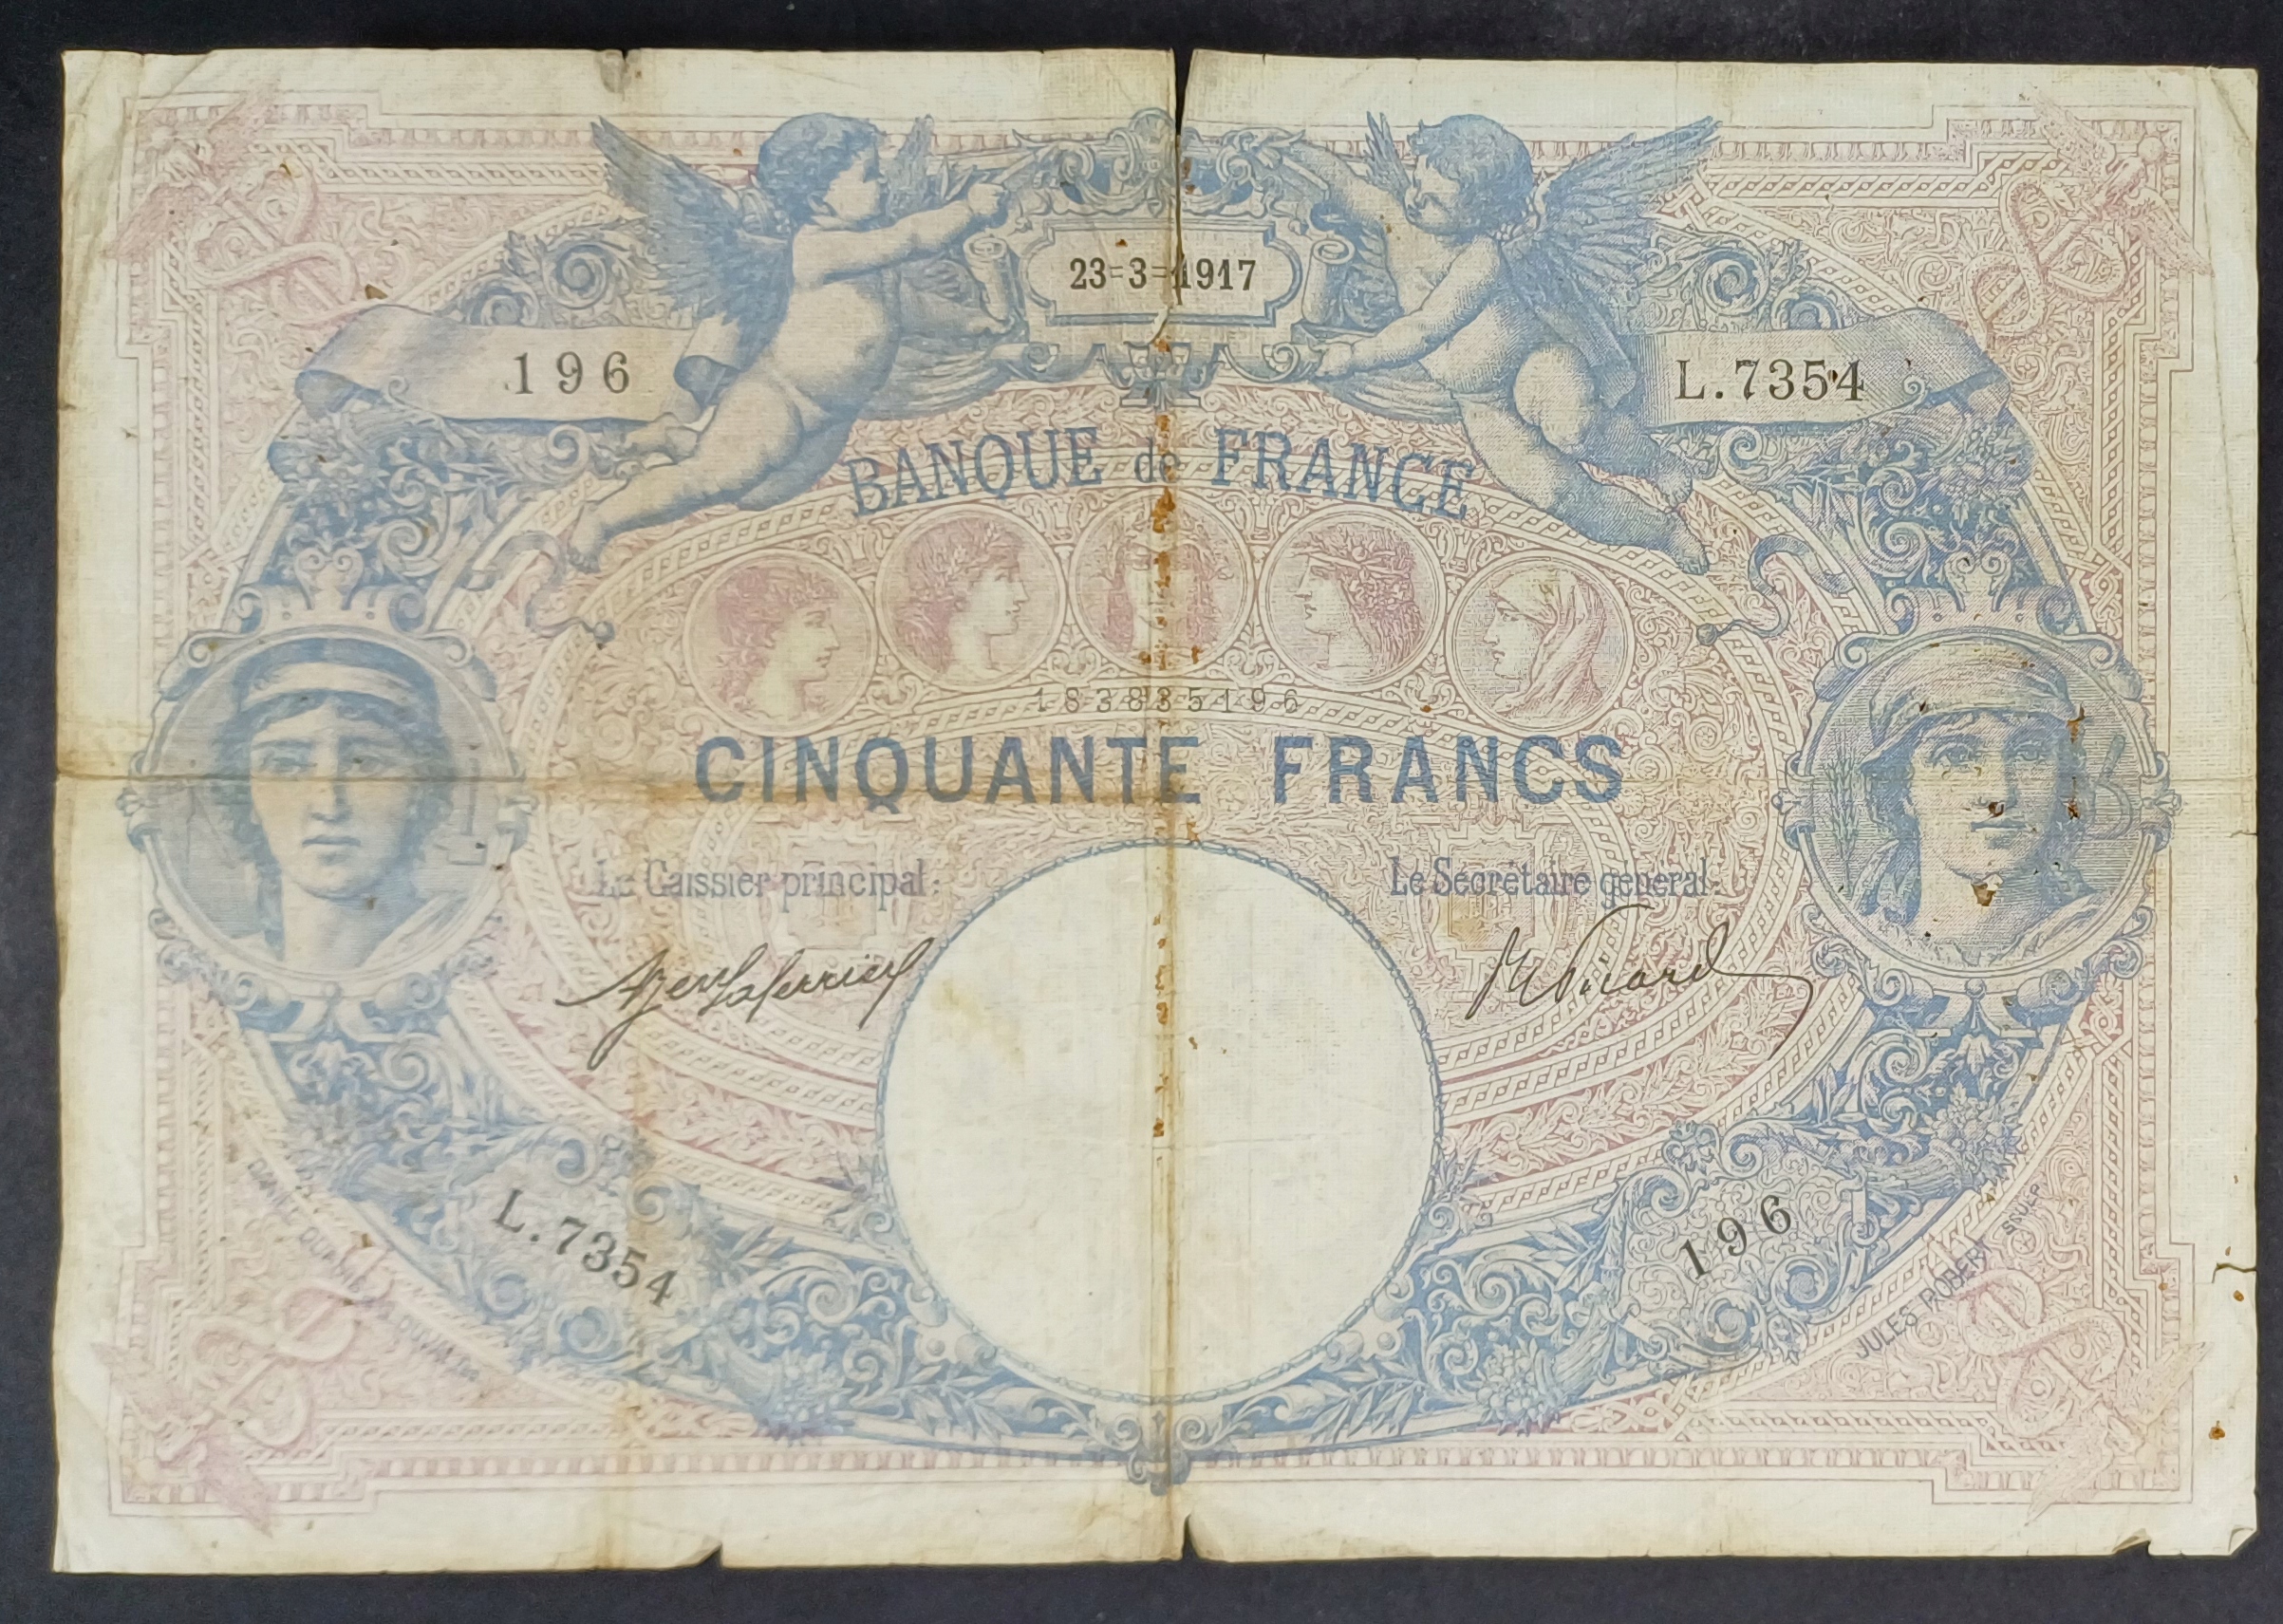 23=3=1917
196
L.7354
BANQUE de FRANCE
183835196
CINQUANTE FRANCS
Le Caissier principal:
Le Secrétaire général:
L.7354
196
JULES ROBERT SCULP.